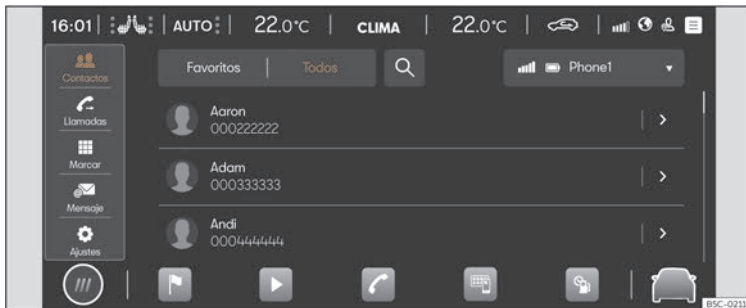 16:01 AUTO 22.0°C CLIMA 22.0°C
Contactos
Llamadas
Marcar
Mensaje
Ajustes
Favoritos Todos Phone1
Aaron
000222222
Adam
000333333
Andi
000444444
BSC-0211